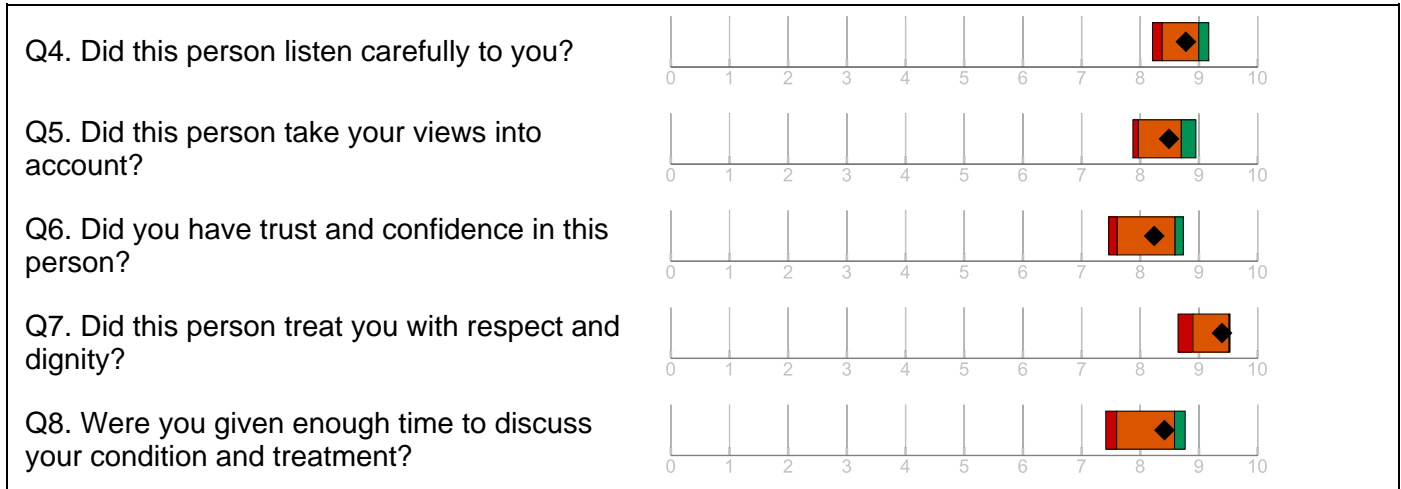 Q4. Did this person listen carefully to you?
0 1 2 3 4 5 6 7 8 9 10
Q5. Did this person take your views into
account?
0 1 2 3 4 5 6 7 8 9 10
Q6. Did you have trust and confidence in this
person?
0 1 2 3 4 5 6 7 8 9 10
Q7. Did this person treat you with respect and
dignity?
0 1 2 3 4 5 6 7 8 9 10
Q8. Were you given enough time to discuss
your condition and treatment?
0 1 2 3 4 5 6 7 8 9 10